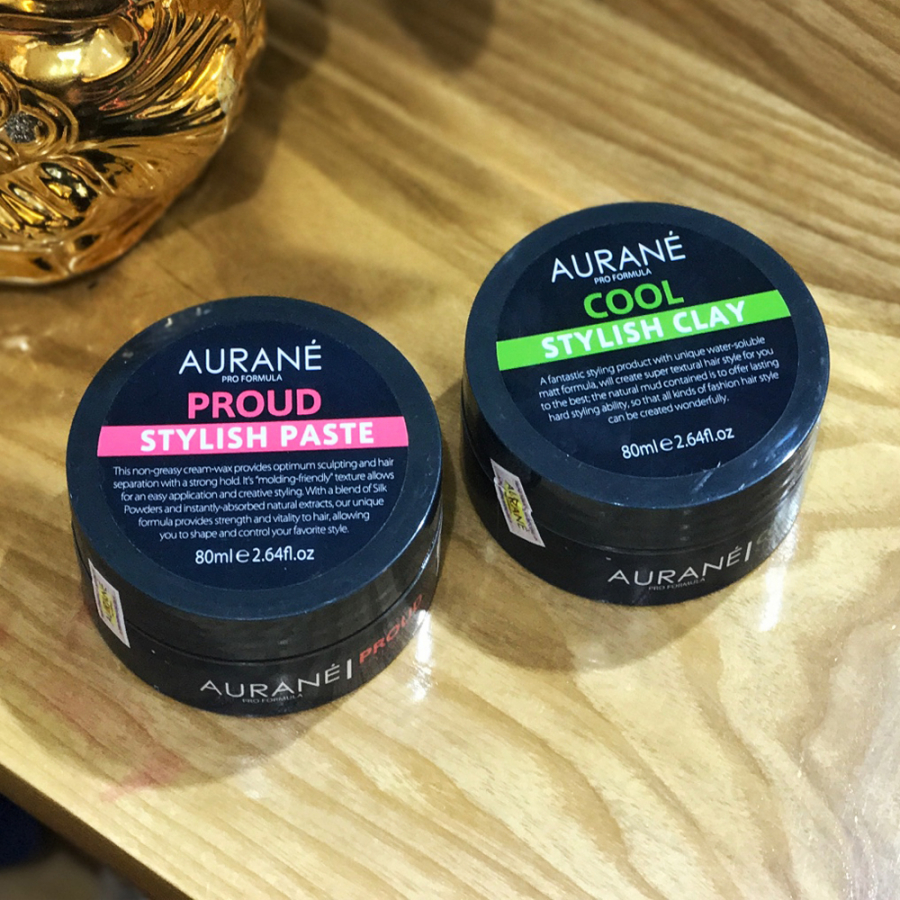 AURANÉ
PRO FORMULA
PROUD
STYLISH PASTE
This non-greasy cream-wax provides optimum sculpting and hair
separation with a strong hold. It's "molding-friendly" texture allows
for an easy application and creative styling. With a blend of Silk
Powders and instantly-absorbed natural extracts, our unique
formula provides strength and vitality to hair, allowing
you to shape and control your favorite style.
80ml e 2.64fl.oz
AURANÉ
AURANÉ | PROUD
PRO FORMULA
AURANÉ
PRO FORMULA
COOL
STYLISH CLAY
A fantastic styling product with unique water-soluble
matt formula, will create super textural hair style for you
to the best; the natural mud contained is to offer lasting
hard styling ability, so that all kinds of fashion hair style
can be created wonderfully.
80ml e 2.64fl.oz
AURANÉ
AURANÉ |
PRO FORMULA